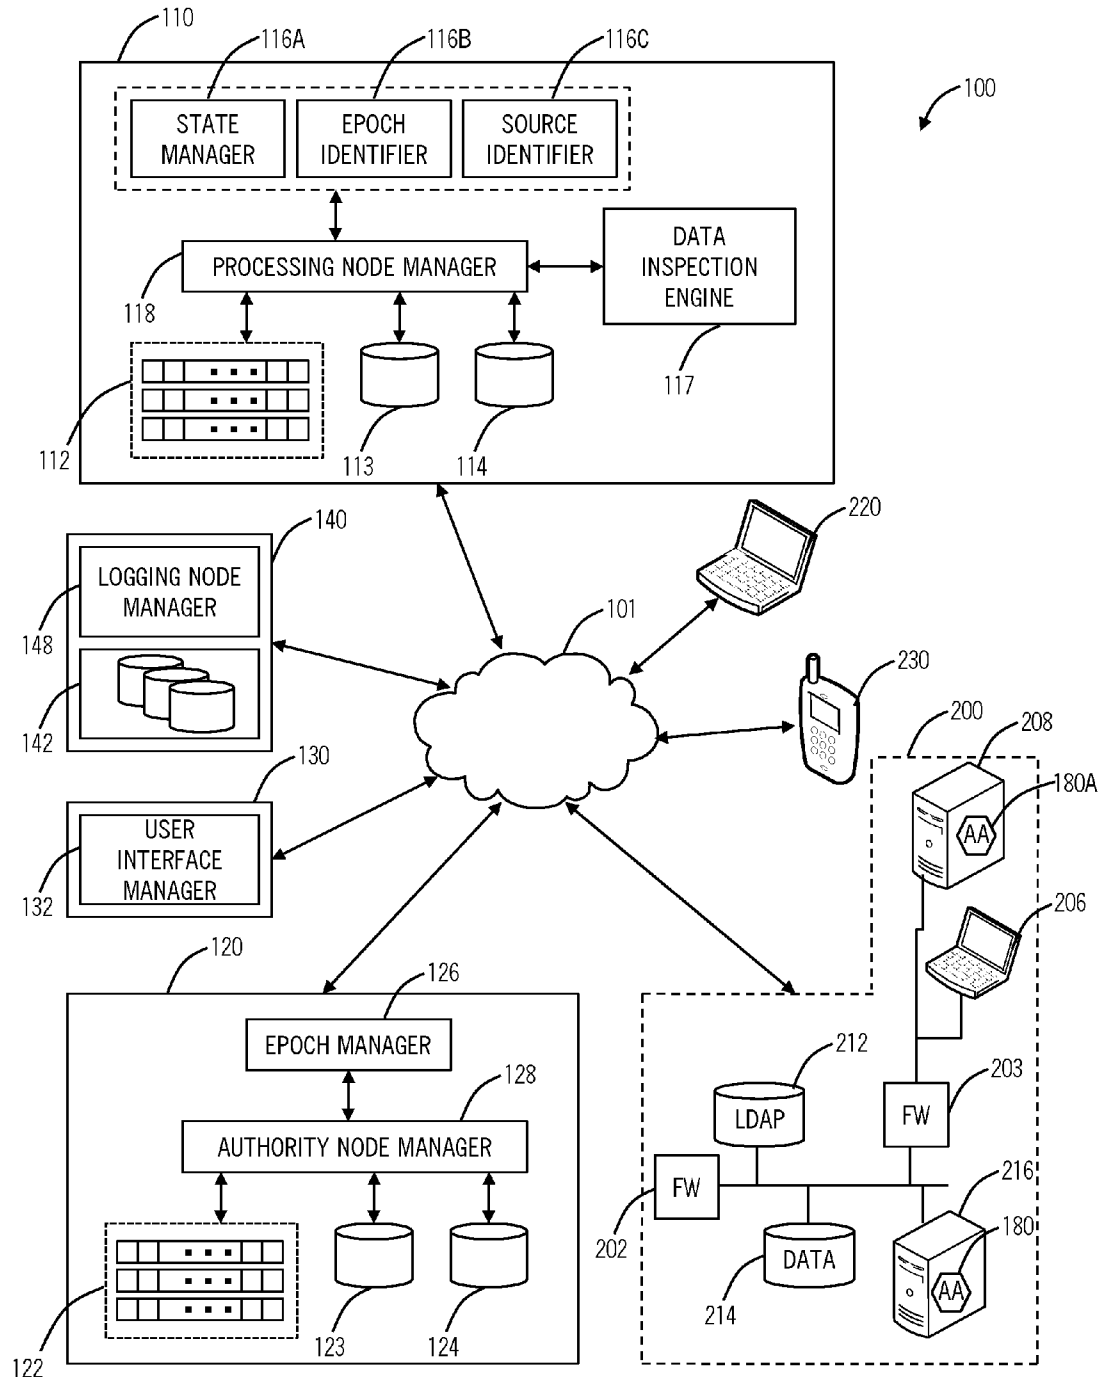 110
116A
116B
116C
100
STATE
MANAGER
EPOCH
IDENTIFIER
SOURCE
IDENTIFIER
PROCESSING NODE MANAGER
118
DATA
INSPECTION
ENGINE
117
112
113
114
140
LOGGING NODE
MANAGER
148
142
220
101
230
200
208
180A
AA
130
USER
INTERFACE
MANAGER
132
206
120
126
EPOCH MANAGER
128
AUTHORITY NODE MANAGER
122
123
124
212
LDAP
203
FW
FW
202
216
180
AA
DATA
214